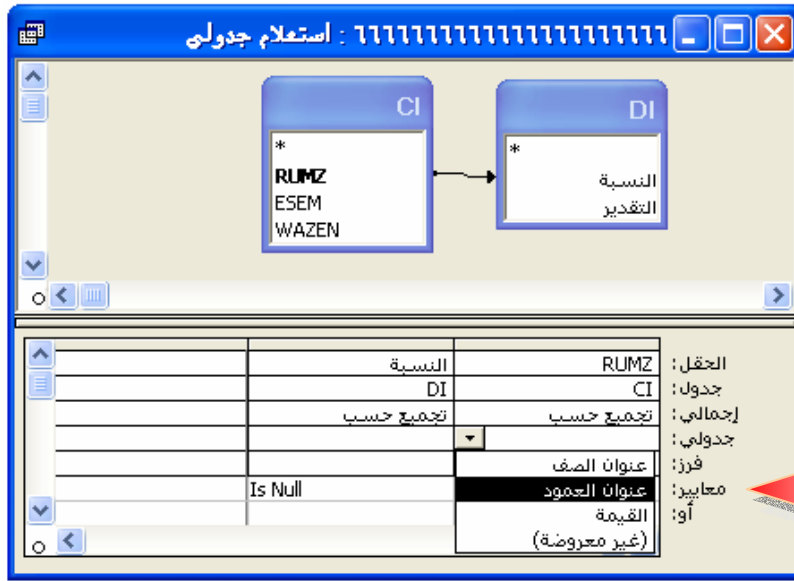 ٦٦٦٦٦٦٦٦٦٦٦٦٦٦٦٦٦٦٦٦٦٦٦ : استعلام جدولي
DI
*
النسبة
التقدير
CI
*
RUMZ
ESEM
WAZEN
الحقل: RUMZ النسبة
جدول: CI DI
إجمالي: تجميع حسب تجميع حسب
جدولي:
فرز: عنوان الصف
معايير: عنوان العمود Is Null
أو: القيمة
(غير معروضة)